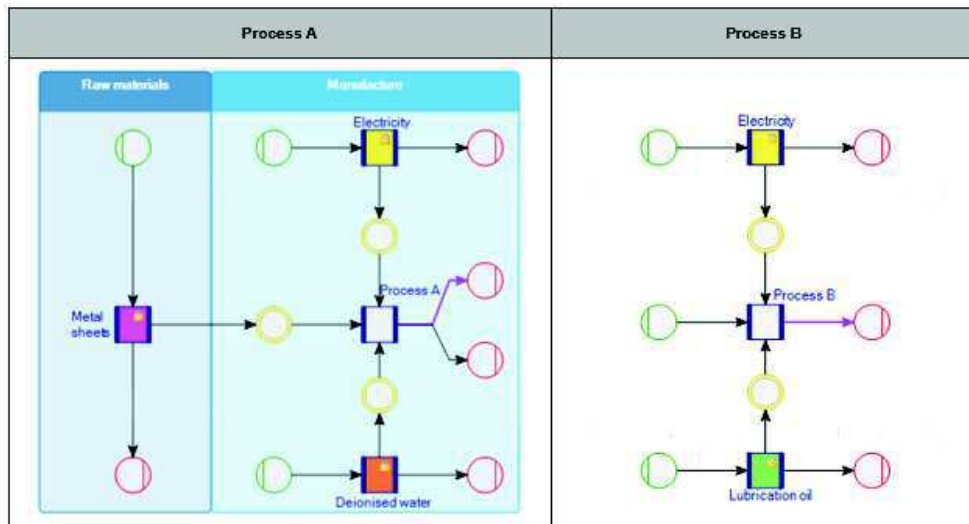 Process A
Process B
Raw materials
Manufacture
Electricity
Process A
Metal
sheets
Deionised water
Electricity
Process B
Lubrication oil